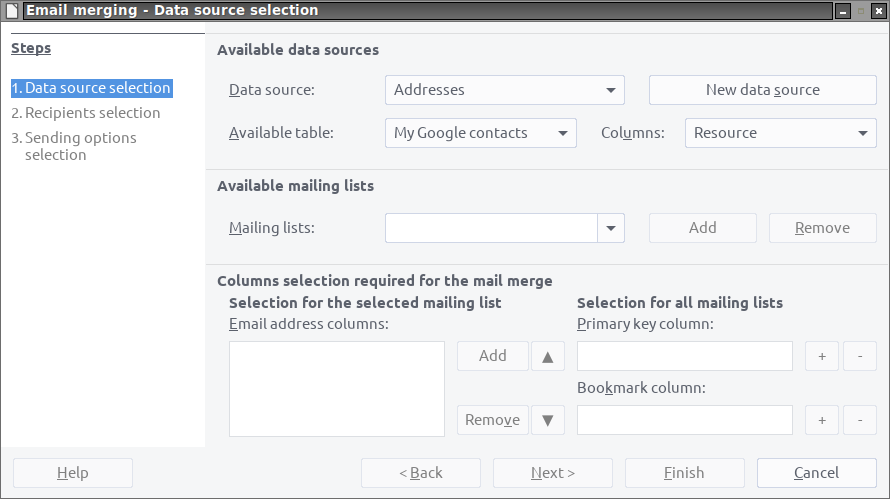 Email merging - Data source selection
Steps
1. Data source selection
2. Recipients selection
3. Sending options
selection
Available data sources
Data source:
Addresses
New data source
Available table:
My Google contacts
Columns:
Resource
Available mailing lists
Mailing lists:
Add
Remove
Columns selection required for the mail merge
Selection for the selected mailing list
Selection for all mailing lists
Email address columns:
Primary key column:
Add
▲
+
-
Bookmark column:
Remove
▼
+
-
Help
< Back
Next >
Finish
Cancel